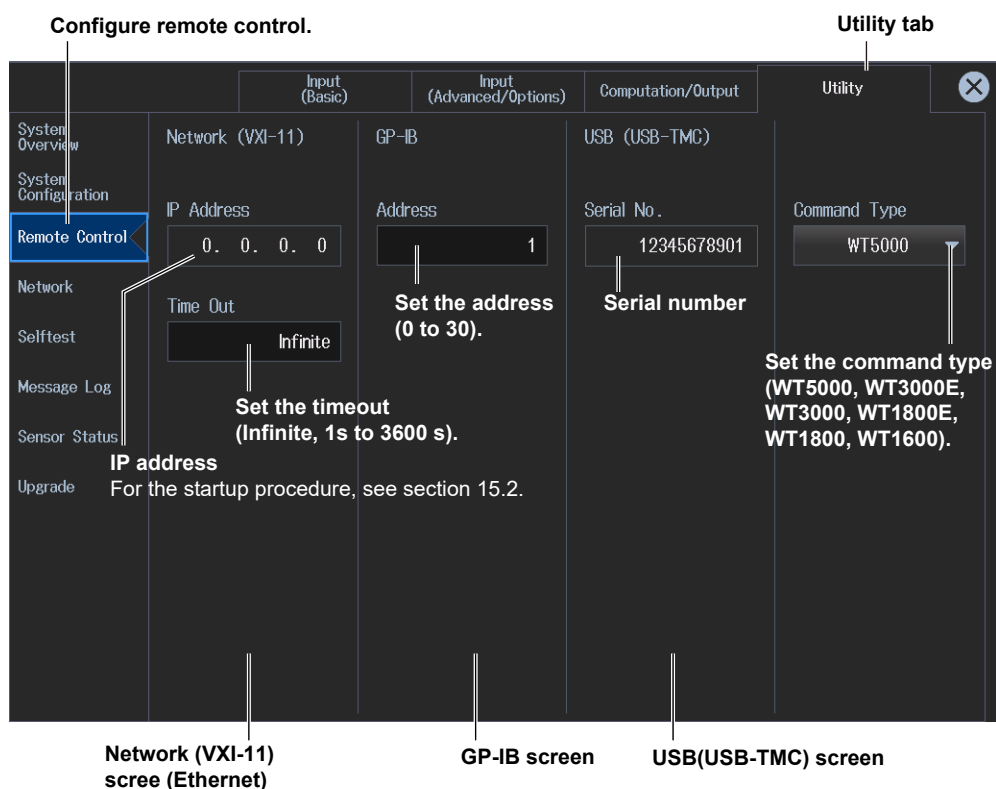 Configure remote control.
Utility tab
Input
(Basic)
Input
(Advanced/Options)
Computation/Output
Utility
System
Overview
System
Configuration
Remote Control
Network
Selftest
Message Log
Sensor Status
Upgrade
Network (VXI-11)
IP Address
0. 0. 0. 0
Time Out
Infinite
Set the timeout
(Infinite, 1s to 3600 s).
IP address
For the startup procedure, see section 15.2.
GP-IB
Address
1
Set the address
(0 to 30).
USB (USB-TMC)
Serial No.
12345678901
Serial number
Command Type
WT5000
Set the command type
(WT5000, WT3000E,
WT3000, WT1800E,
WT1800, WT1600).
Network (VXI-11)
scree (Ethernet)
GP-IB screen
USB(USB-TMC) screen